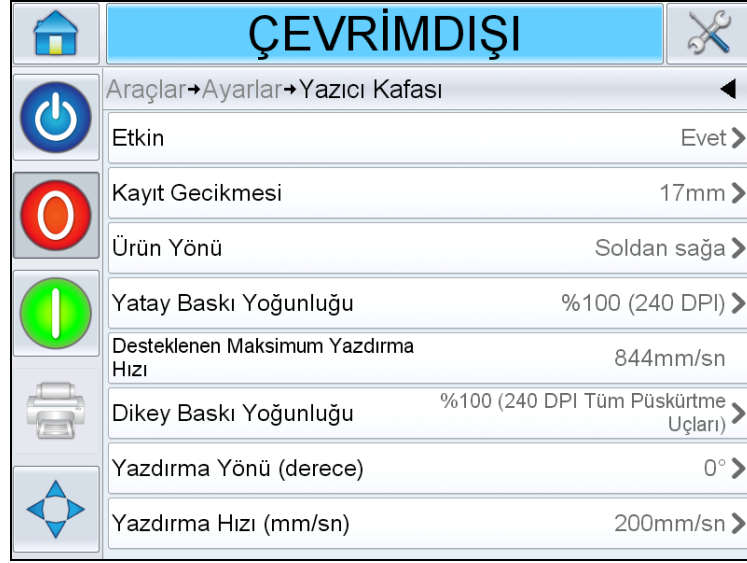 ÇEVRİMDIŞI
Araçlar→Ayarlar→Yazıcı Kafası
Etkin Evet
Kayıt Gecikmesi 17mm
Ürün Yönü Soldan sağa
Yatay Baskı Yoğunluğu %100 (240 DPI)
Desteklenen Maksimum Yazdırma
Hızı 844mm/sn
Dikey Baskı Yoğunluğu %100 (240 DPI Tüm Püskürtme
Uçları)
Yazdırma Yönü (derece) 0°
Yazdırma Hızı (mm/sn) 200mm/sn